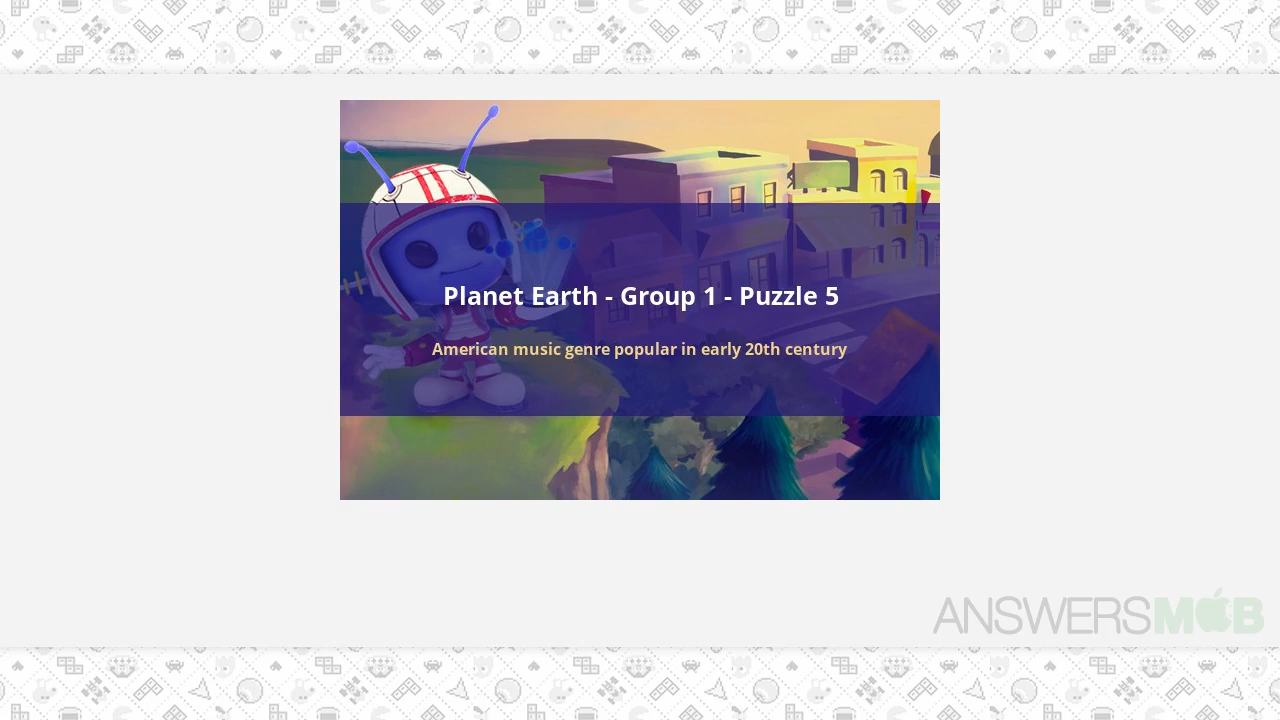 Planet Earth - Group 1 - Puzzle 5
American music genre popular in early 20th century
ANSWERSMOB